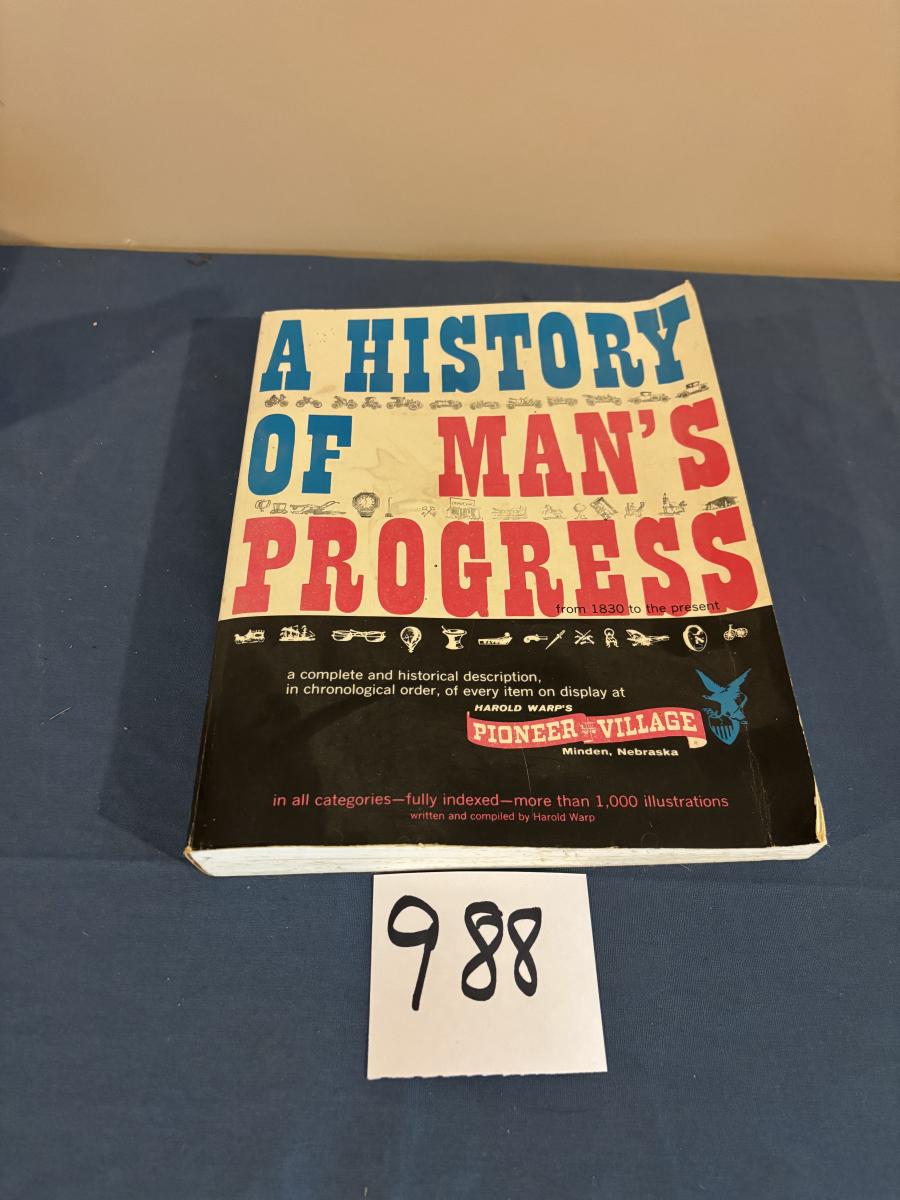 A HISTORY
OF MAN'S
PROGRESS
from 1830 to the present
a complete and historical description,
in chronological order, of every item on display at
HAROLD WARP'S
PIONEER VILLAGE
Minden, Nebraska
in all categories—fully indexed—more than 1,000 illustrations
written and compiled by Harold Warp
988